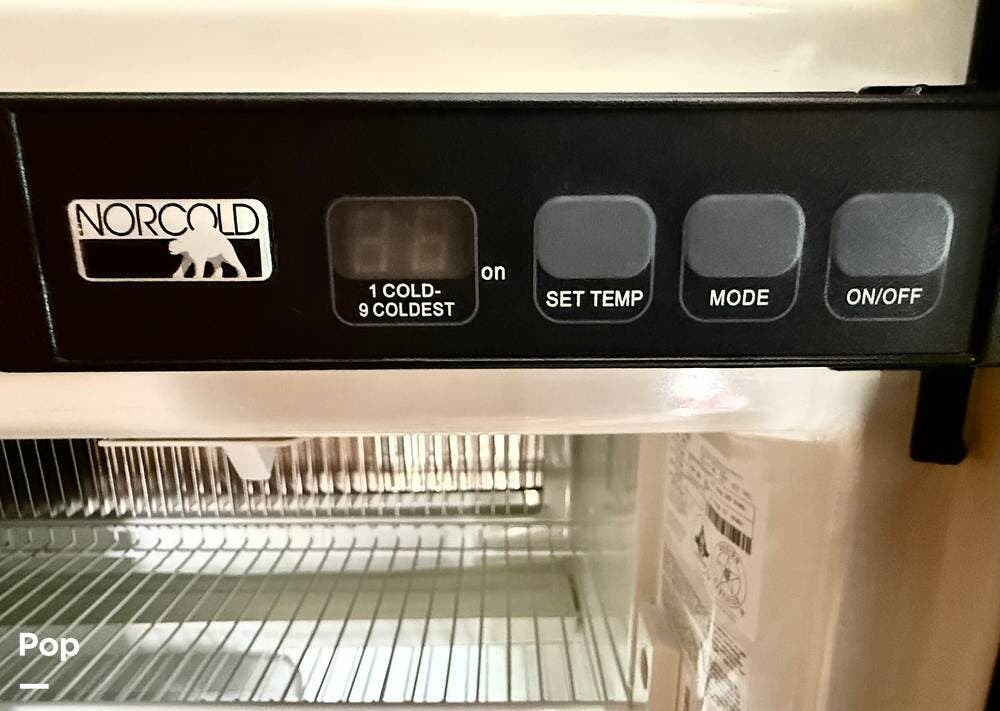 NORCOLD
1 COLD-
9 COLDEST
on
SET TEMP
MODE
ON/OFF
Pop